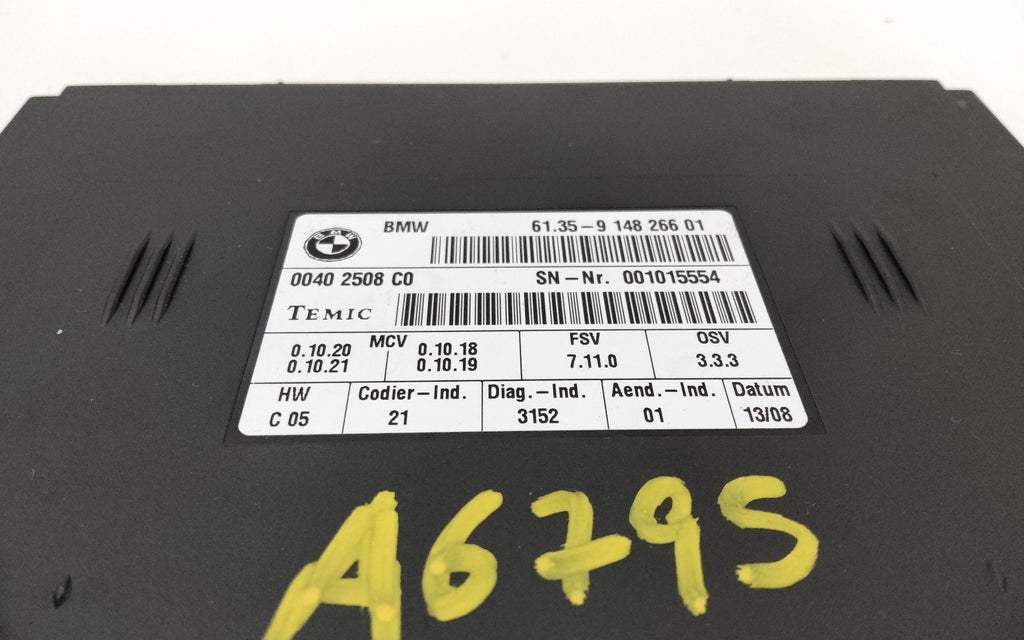 BMW 61.35-9 148 266 01
0040 2508 C0 SN-Nr. 001015554
TEMIC
MCV FSV OSV
0.10.20 0.10.18 7.11.0 3.3.3
0.10.21 0.10.19
HW Codier-Ind. Diag.-Ind. Aend.-Ind. Datum
C 05 21 3152 01 13/08
A679S